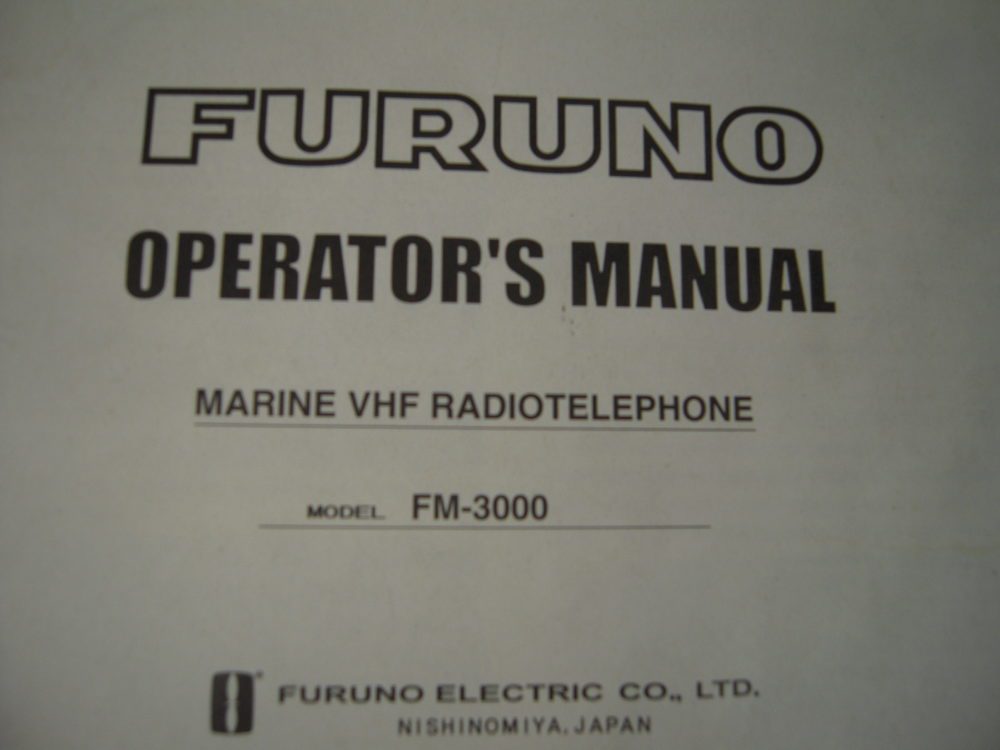 FURUNO
OPERATOR'S MANUAL
MARINE VHF RADIOTELEPHONE
MODEL FM-3000
FURUNO ELECTRIC CO., LTD.
NISHINOMIYA, JAPAN